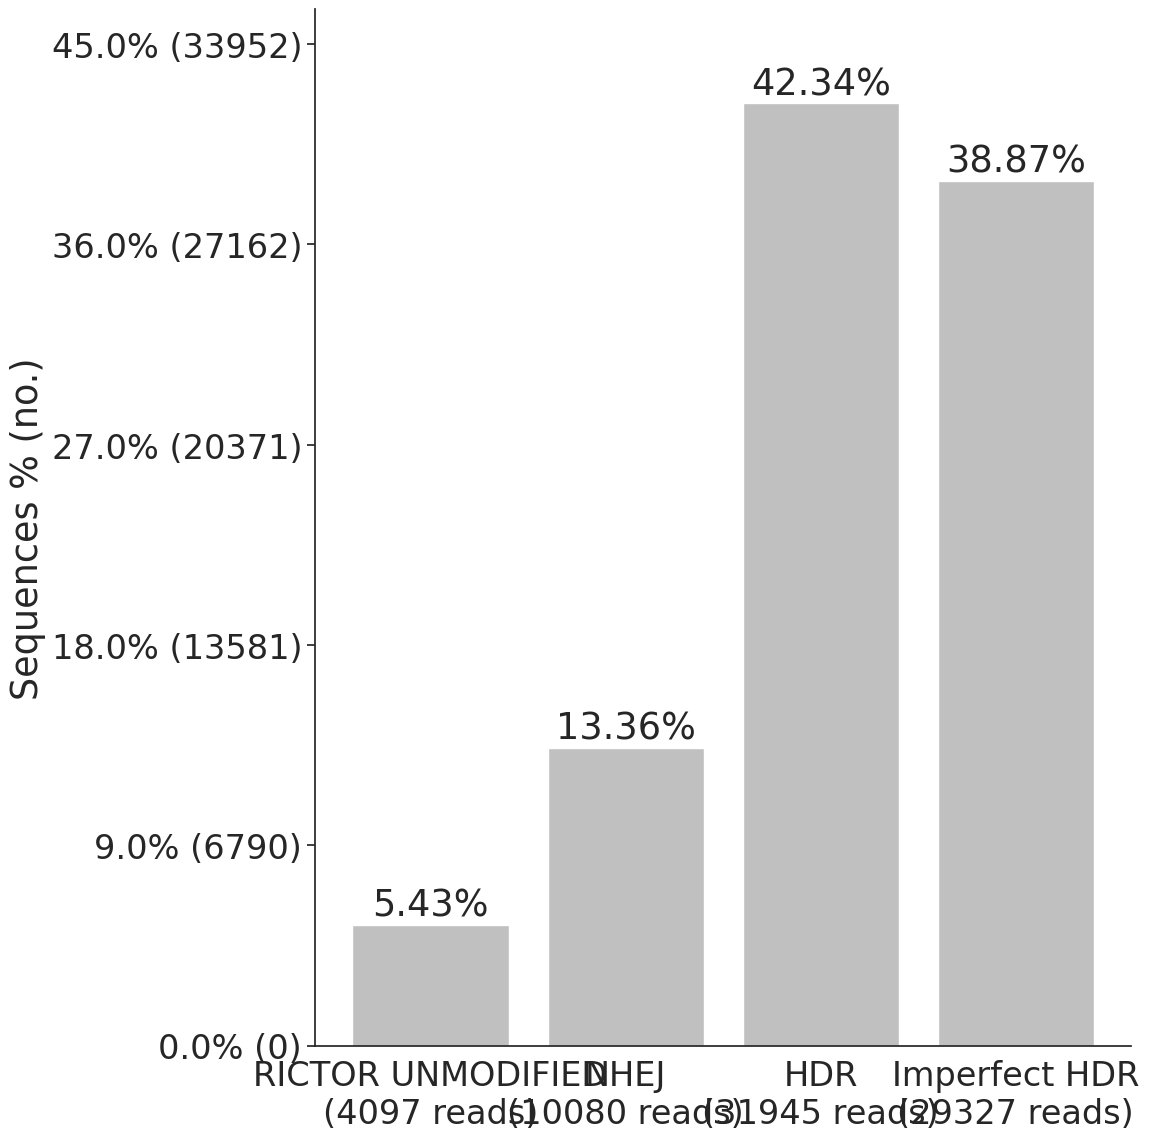 45.0% (33952)
36.0% (27162)
27.0% (20371)
18.0% (13581)
9.0% (6790)
0.0% (0)
Sequences % (no.)
5.43%
13.36%
42.34%
38.87%
RICTOR UNMODIFIED
(4097 reads)
NHEJ
(10080 reads)
HDR
(31945 reads)
Imperfect HDR
(29327 reads)